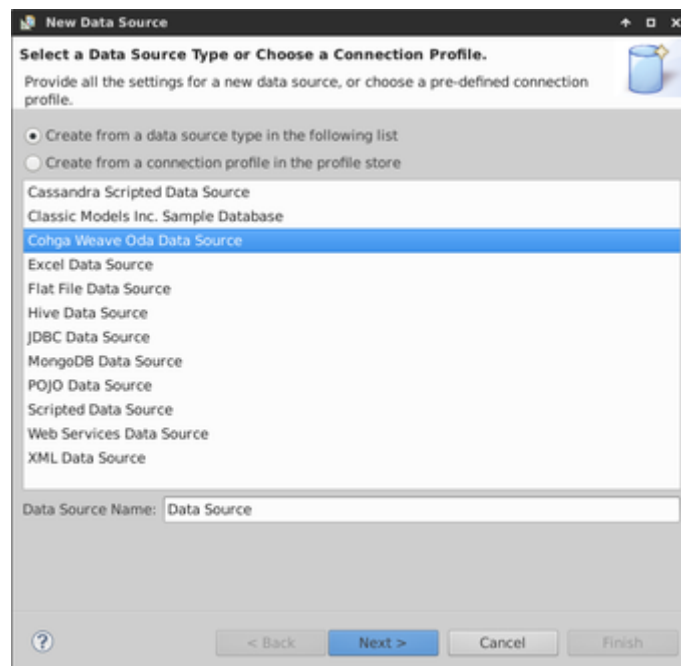 New Data Source
Select a Data Source Type or Choose a Connection Profile.
Provide all the settings for a new data source, or choose a pre-defined connection
profile.
Create from a data source type in the following list
Create from a connection profile in the profile store
Cassandra Scripted Data Source
Classic Models Inc. Sample Database
Cohga Weave Oda Data Source
Excel Data Source
Flat File Data Source
Hive Data Source
JDBC Data Source
MongoDB Data Source
POJO Data Source
Scripted Data Source
Web Services Data Source
XML Data Source
Data Source Name: Data Source
? < Back Next > Cancel Finish